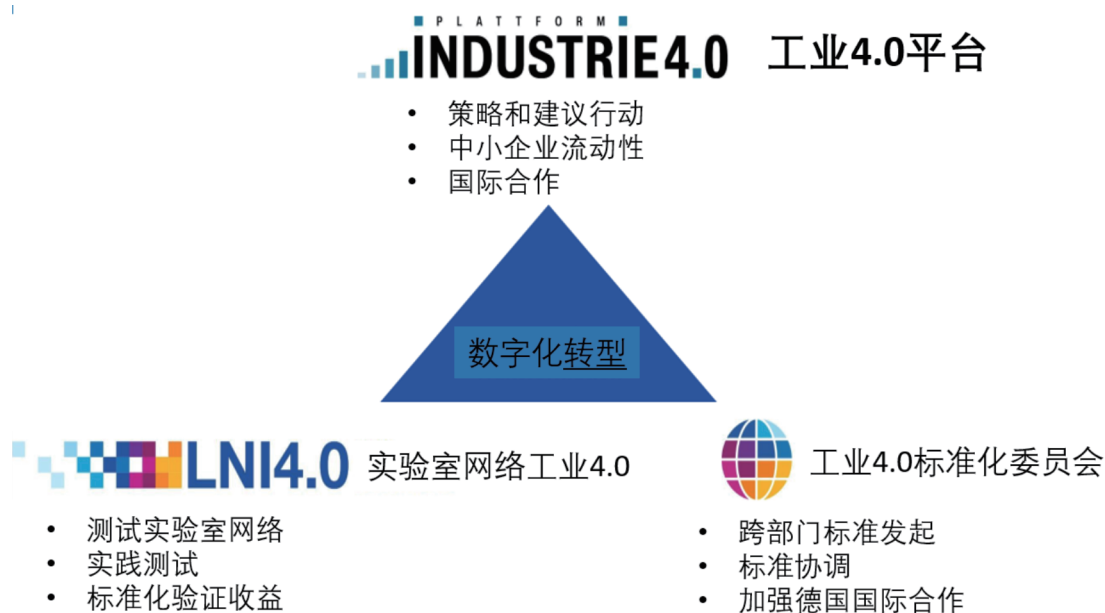 PLATTFORM
INDUSTRIE4.0 工业4.0平台
• 策略和建议行动
• 中小企业流动性
• 国际合作
数字化转型
LNI4.0 实验室网络工业4.0
• 测试实验室网络
• 实践测试
• 标准化验证收益
工业4.0标准化委员会
• 跨部门标准发起
• 标准协调
• 加强德国国际合作